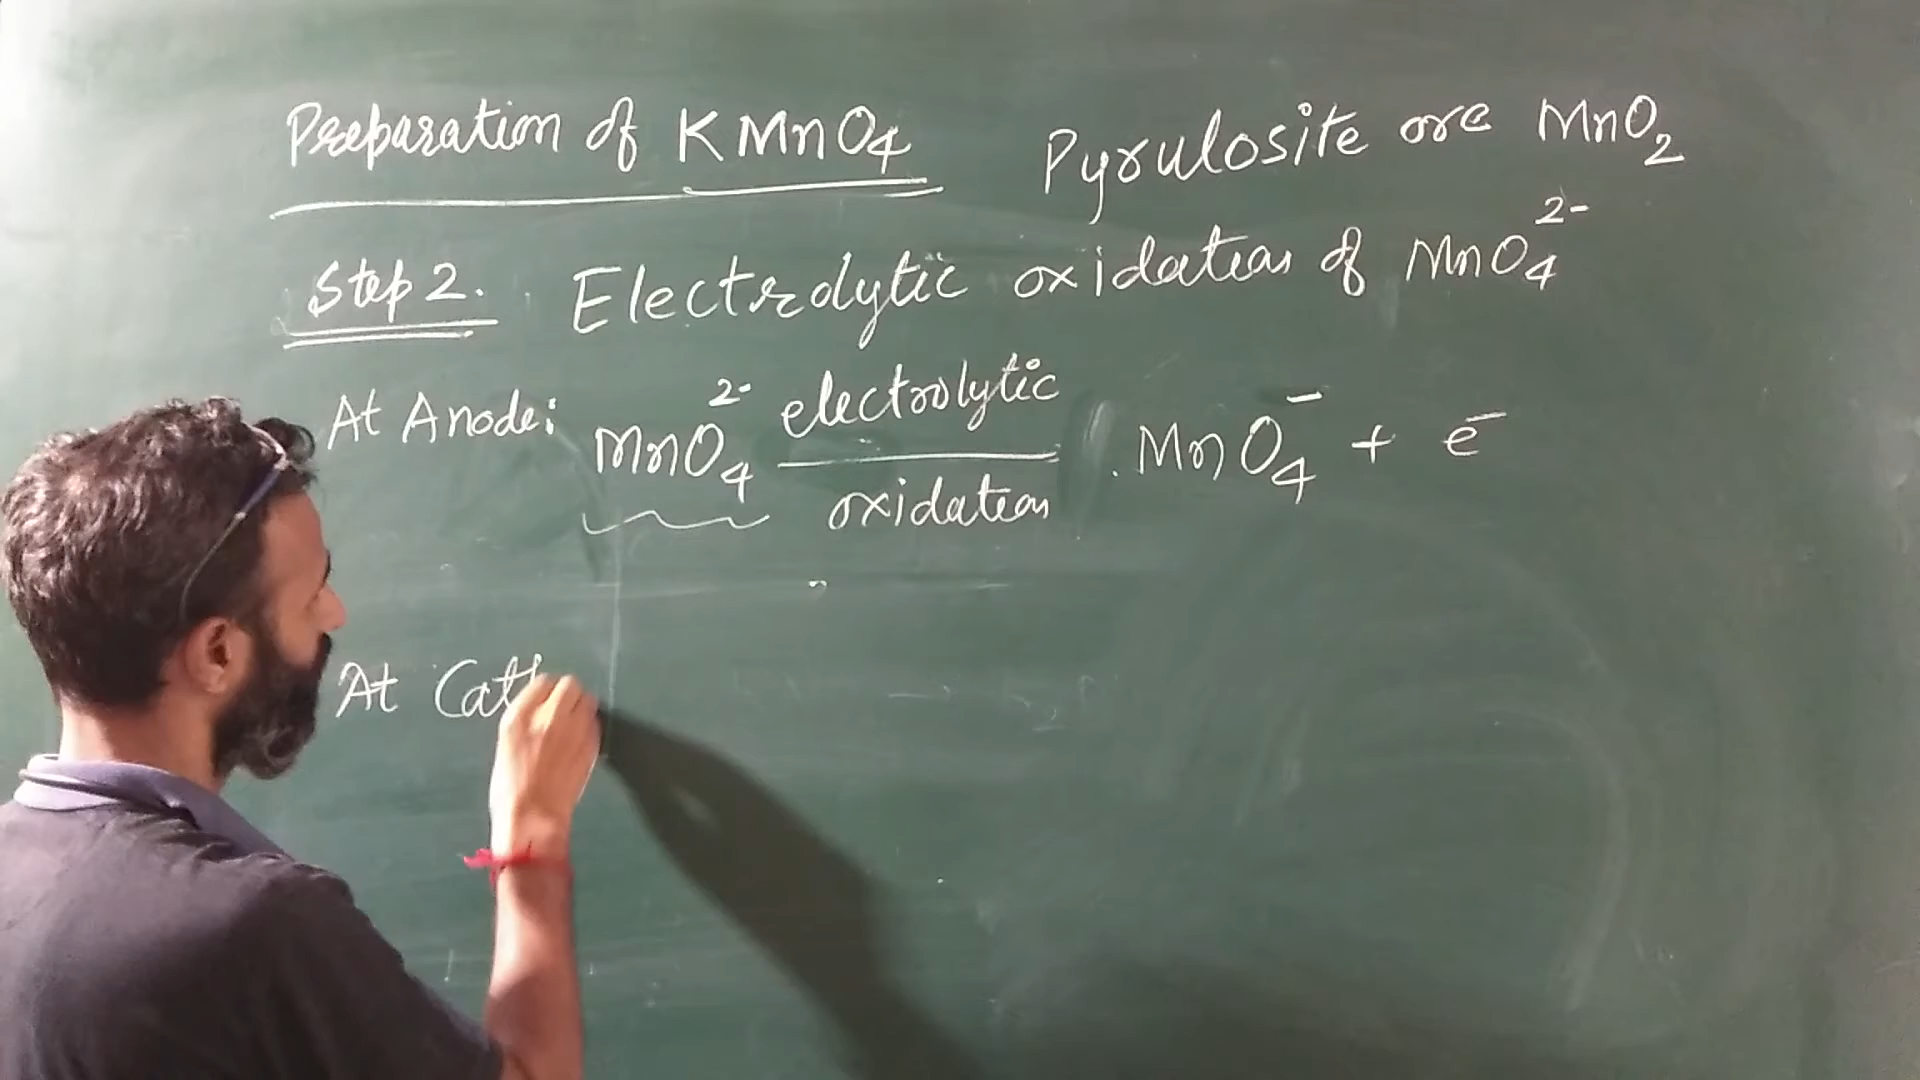 Preparation of KMnO4 Pyrulosite ore MnO2
Step 2. Electrolytic oxidation of MnO4 2-
At Anode: MnO4 2- electrolytic oxidation MnO4 - + e-
At Cath